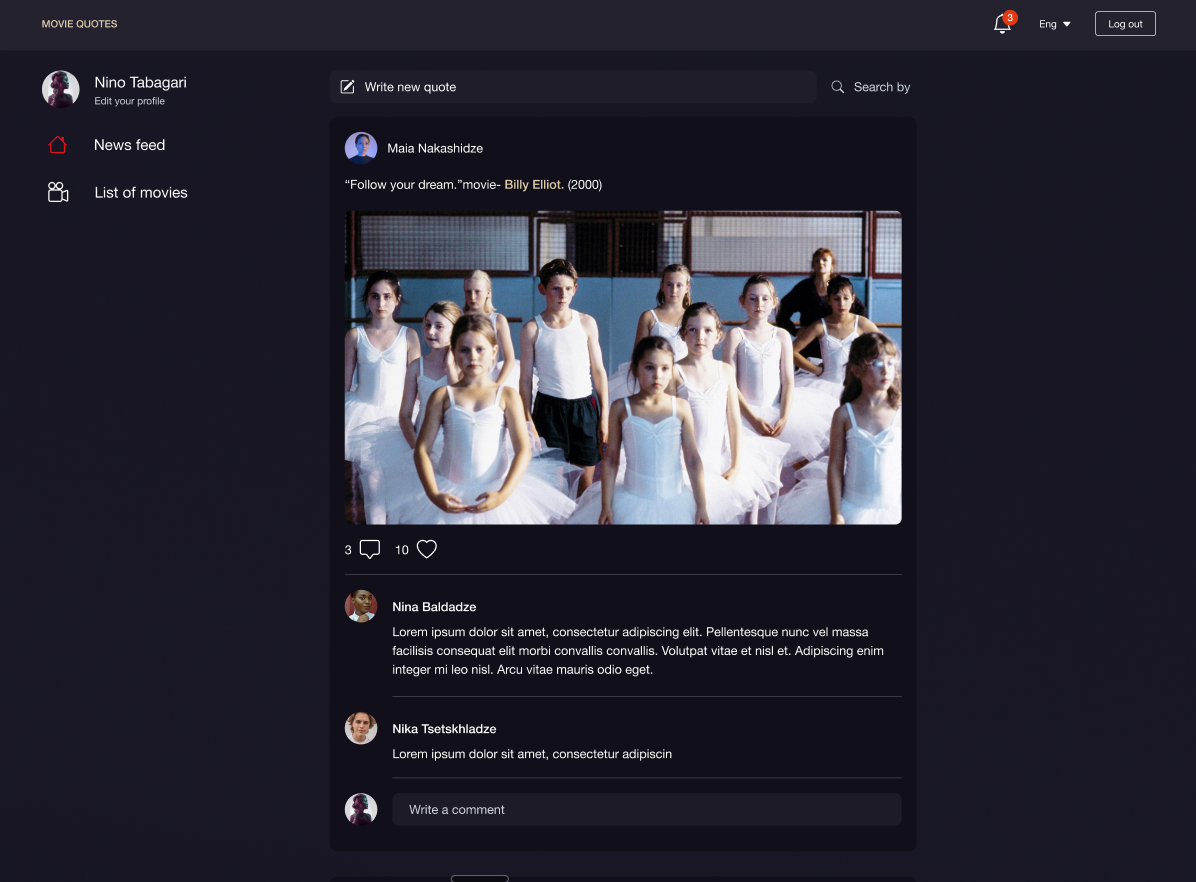 MOVIE QUOTES
3
Eng
Log out
Nino Tabagari
Edit your profile
News feed
List of movies
Write new quote
Search by
Maia Nakashidze
“Follow your dream.”movie- Billy Elliot. (2000)
3
10
Nina Baldadze
Lorem ipsum dolor sit amet, consectetur adipiscing elit. Pellentesque nunc vel massa
facilisis consequat elit morbi convallis convallis. Volutpat vitae et nisl et. Adipiscing enim
integer mi leo nisl. Arcu vitae mauris odio eget.
Nika Tsetskhladze
Lorem ipsum dolor sit amet, consectetur adipiscin
Write a comment